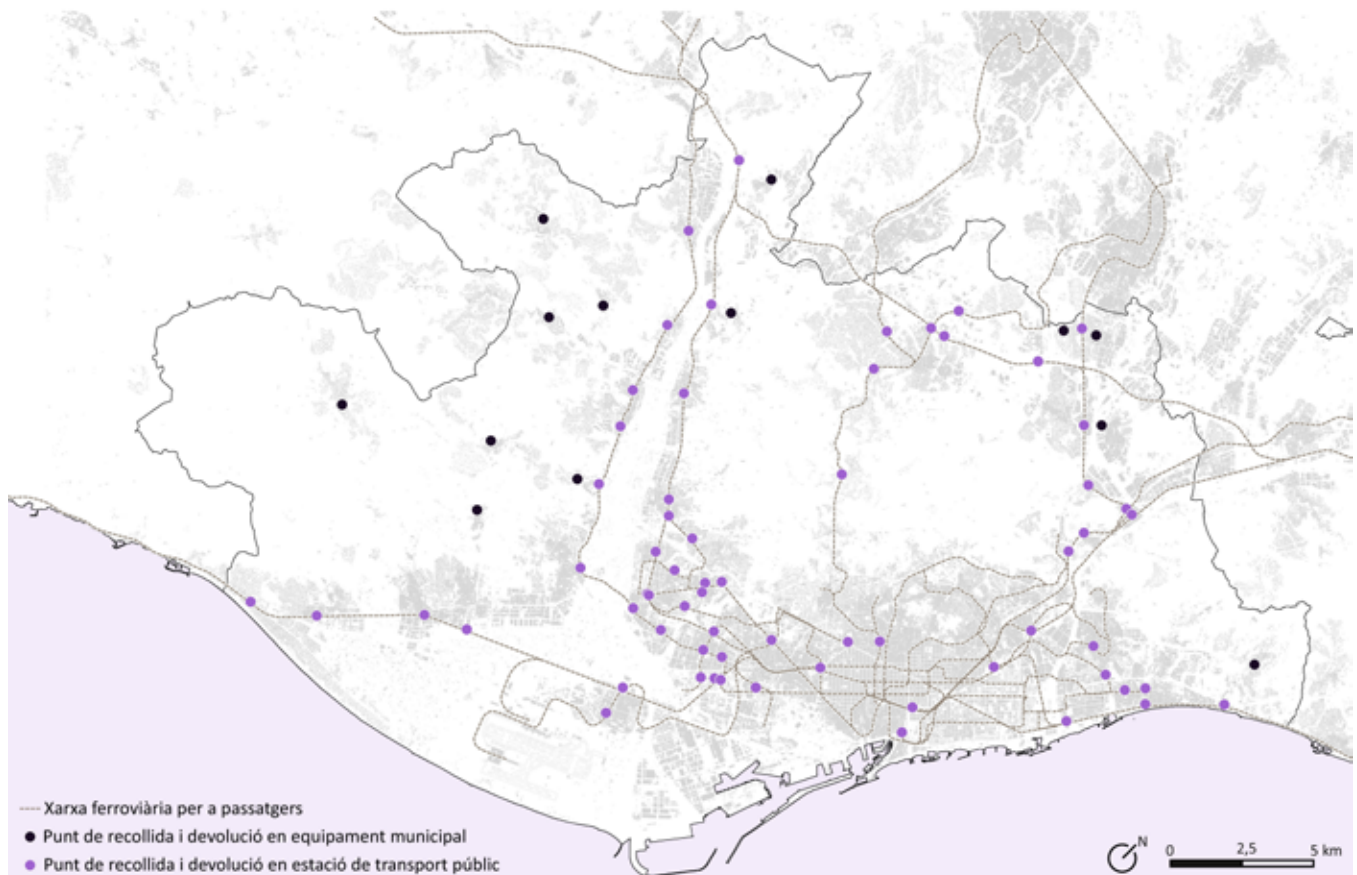 Xarxa ferroviària per a passatgers
Punt de recollida i devolució en equipament municipal
Punt de recollida i devolució en estació de transport públic
N
0 2,5 5 km